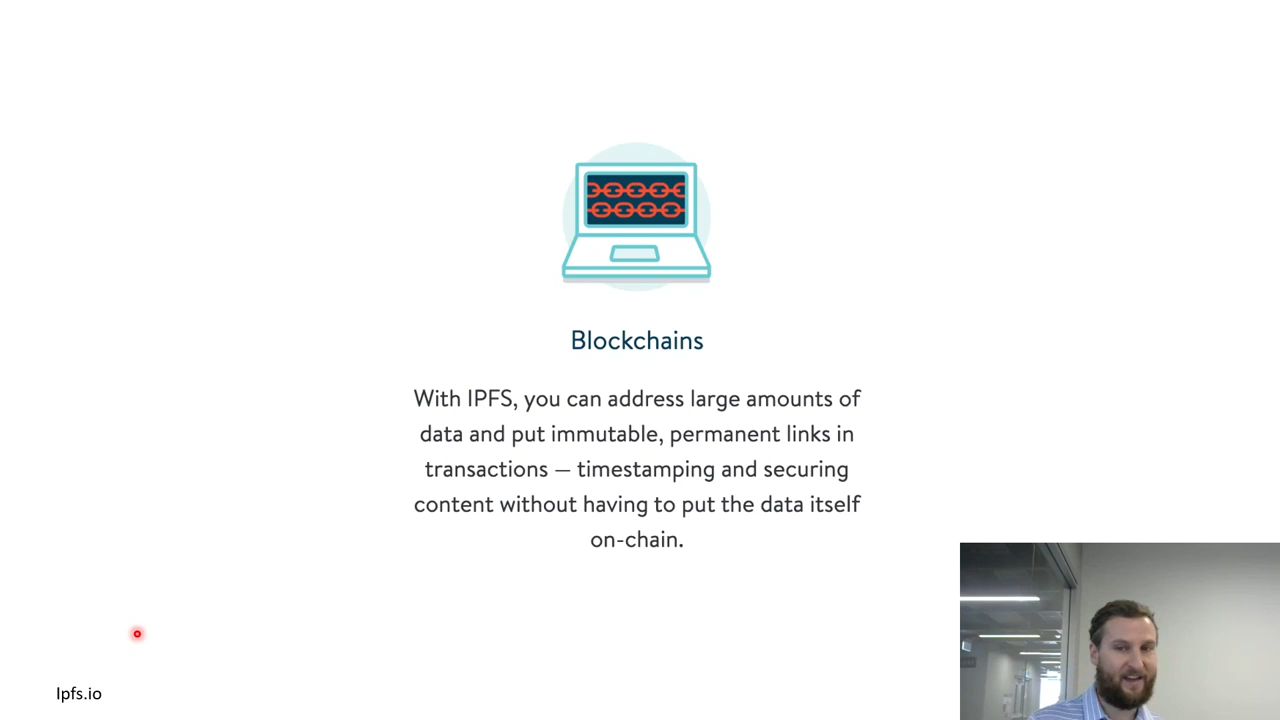 Blockchains
With IPFS, you can address large amounts of
data and put immutable, permanent links in
transactions — timestamping and securing
content without having to put the data itself
on-chain.
Ipfs.io